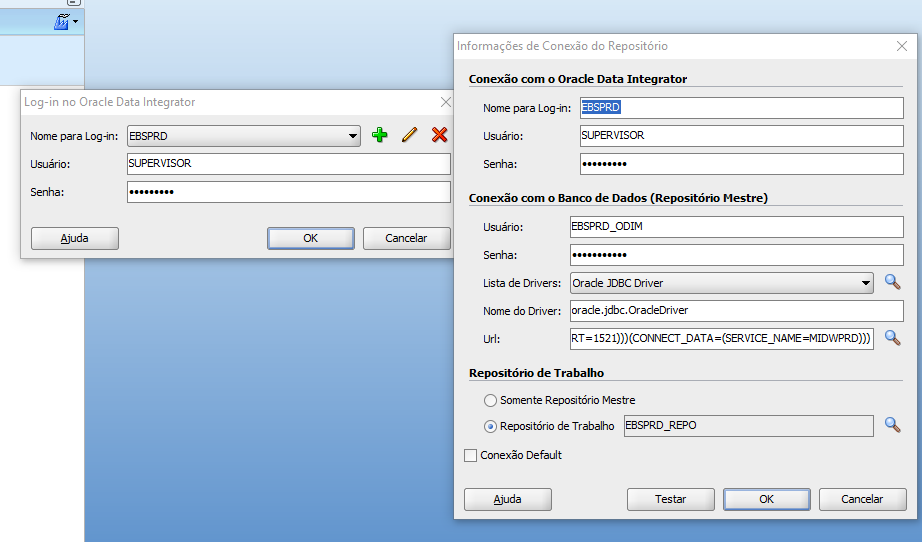 Log-in no Oracle Data Integrator
Nome para Log-in: EBSPRD
Usuário: SUPERVISOR
Senha: •••••••••
Ajuda OK Cancelar
Informações de Conexão do Repositório
Conexão com o Oracle Data Integrator
Nome para Log-in: EBSPRD
Usuário: SUPERVISOR
Senha: •••••••••
Conexão com o Banco de Dados (Repositório Mestre)
Usuário: EBSPRD_ODIM
Senha: •••••••••••
Lista de Drivers: Oracle JDBC Driver
Nome do Driver: oracle.jdbc.OracleDriver
Url: RT=1521)))(CONNECT_DATA=(SERVICE_NAME=MIDWPRD)))
Repositório de Trabalho
Somente Repositório Mestre
Repositório de Trabalho EBSPRD_REPO
Conexão Default
Ajuda Testar OK Cancelar